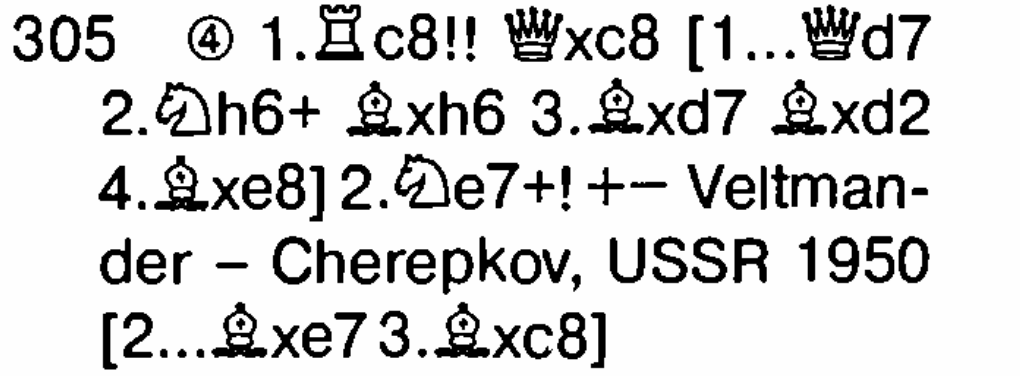 305 ④ 1.♖c8!! ♕xc8 [1...♕d7
2.♘h6+ ♗xh6 3.♗xd7 ♗xd2
4.♗xe8] 2.♘e7+! +− Veltman-
der – Cherepkov, USSR 1950
[2...♗xe7 3.♗xc8]